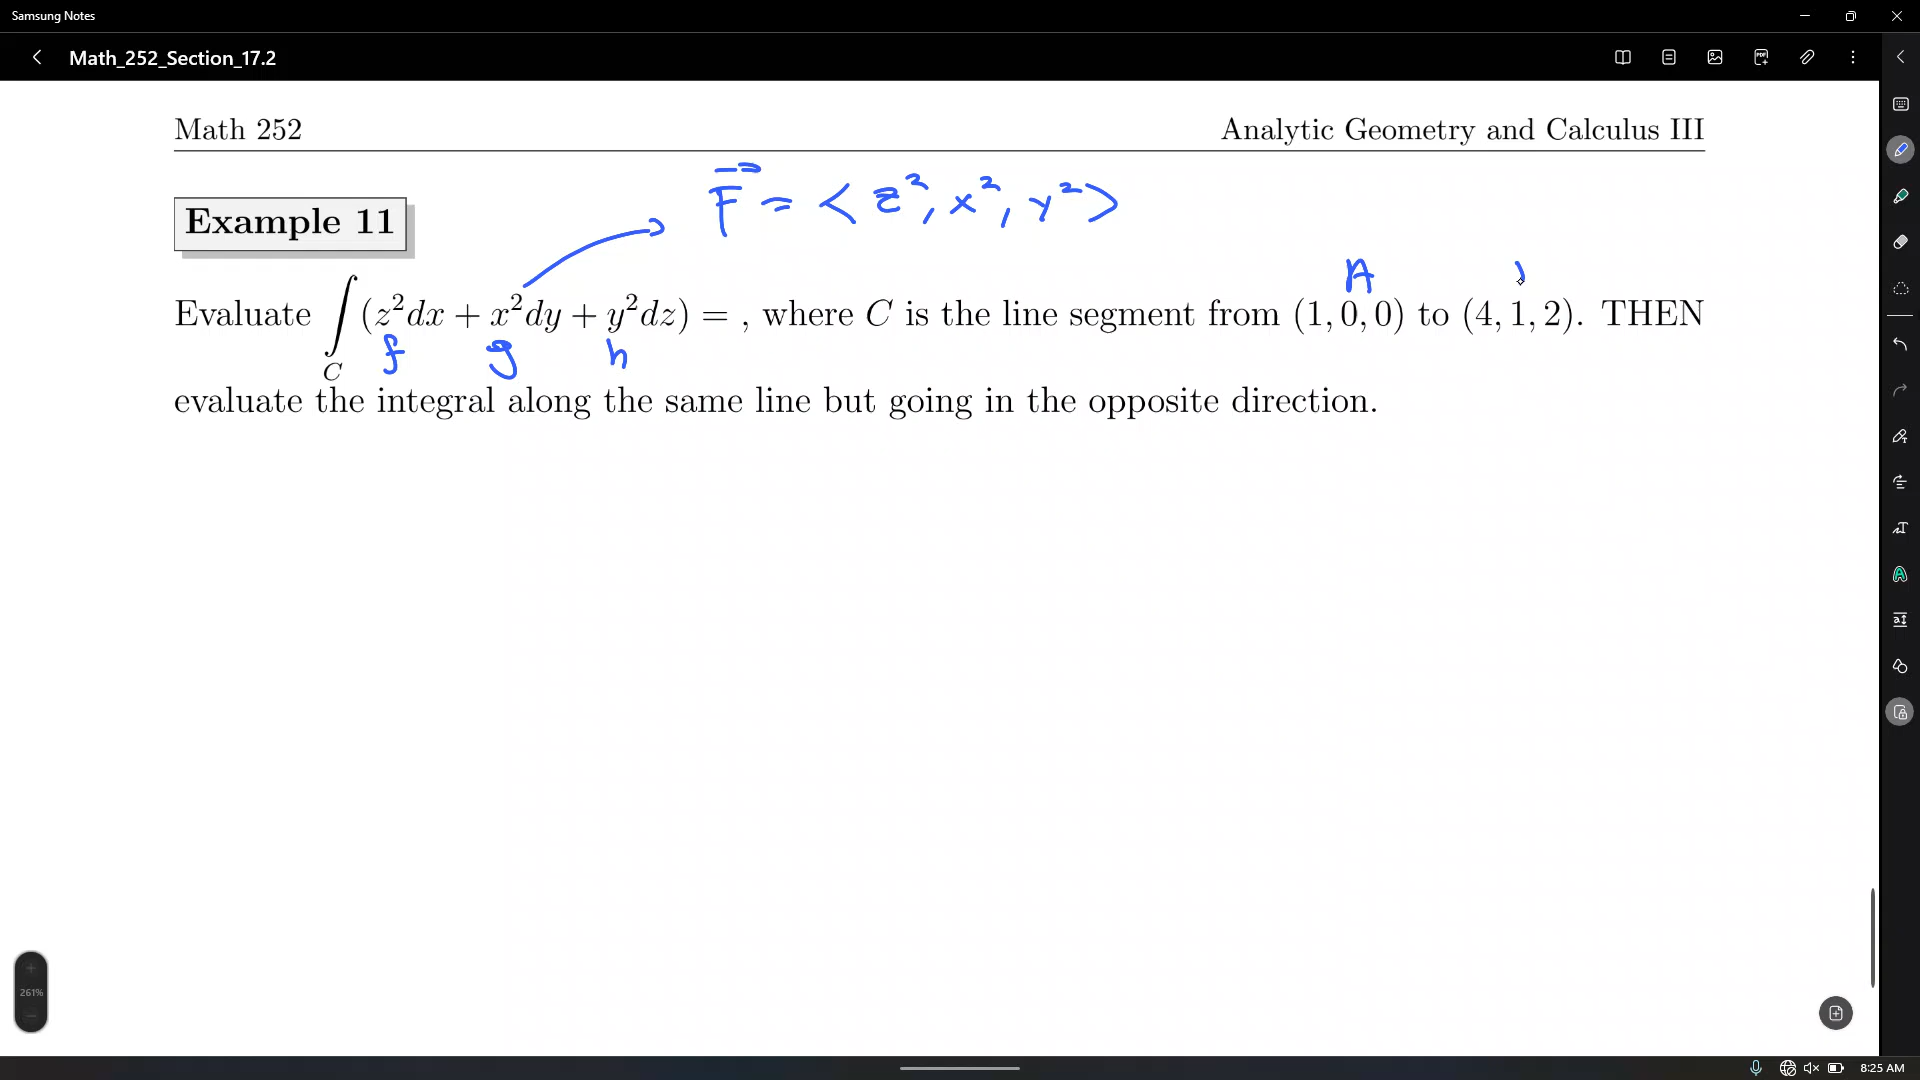 Samsung Notes
Math_252_Section_17.2
Math 252 Analytic Geometry and Calculus III
F⃗ = < z², x², y² >
Example 11
A
Evaluate ∫_C (z²dx + x²dy + y²dz) = , where C is the line segment from (1, 0, 0) to (4, 1, 2). THEN
f g h
evaluate the integral along the same line but going in the opposite direction.
261%
8:25 AM